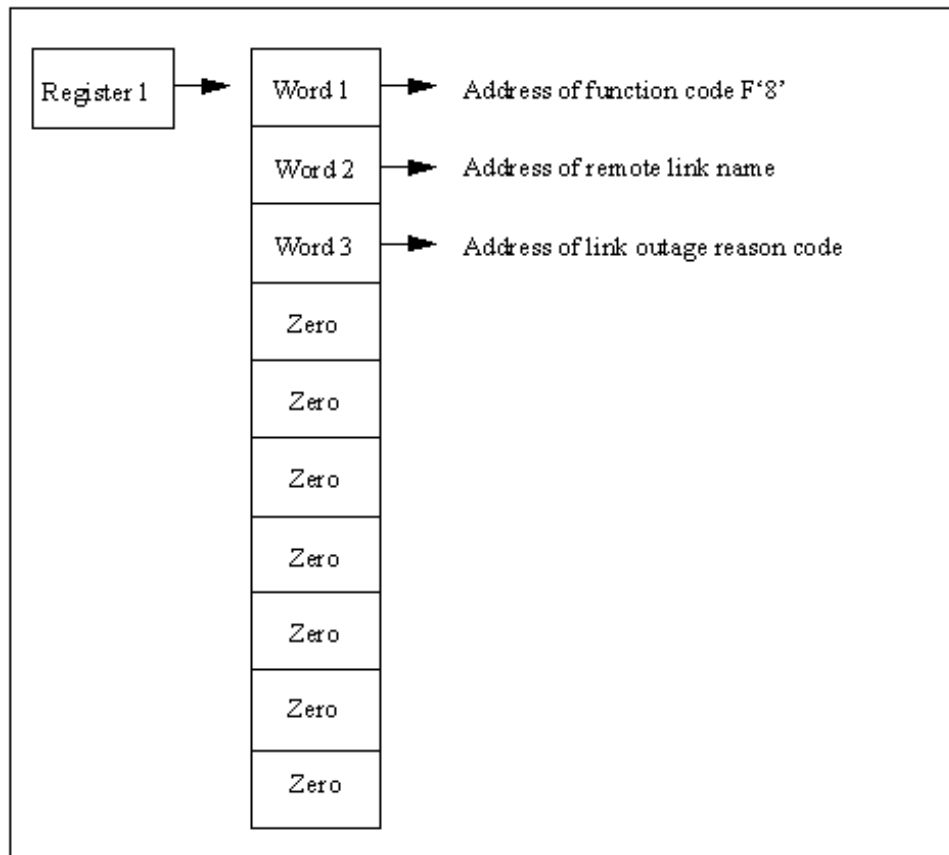 Register 1
Word 1
Address of function code F‘8’
Word 2
Address of remote link name
Word 3
Address of link outage reason code
Zero
Zero
Zero
Zero
Zero
Zero
Zero